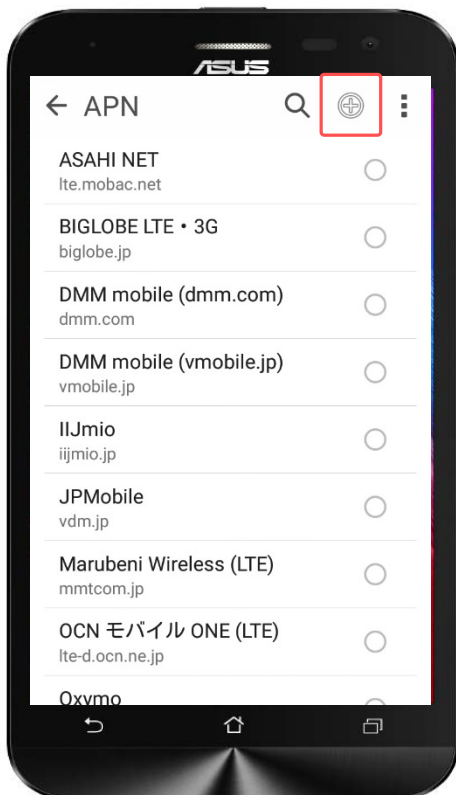 ASUS
APN
ASAHI NET
lte.mobac.net
BIGLOBE LTE・3G
biglobe.jp
DMM mobile (dmm.com)
dmm.com
DMM mobile (vmobile.jp)
vmobile.jp
IIJmio
iijmio.jp
JPMobile
vdm.jp
Marubeni Wireless (LTE)
mmtcom.jp
OCN モバイル ONE (LTE)
lte-d.ocn.ne.jp
Oxymo